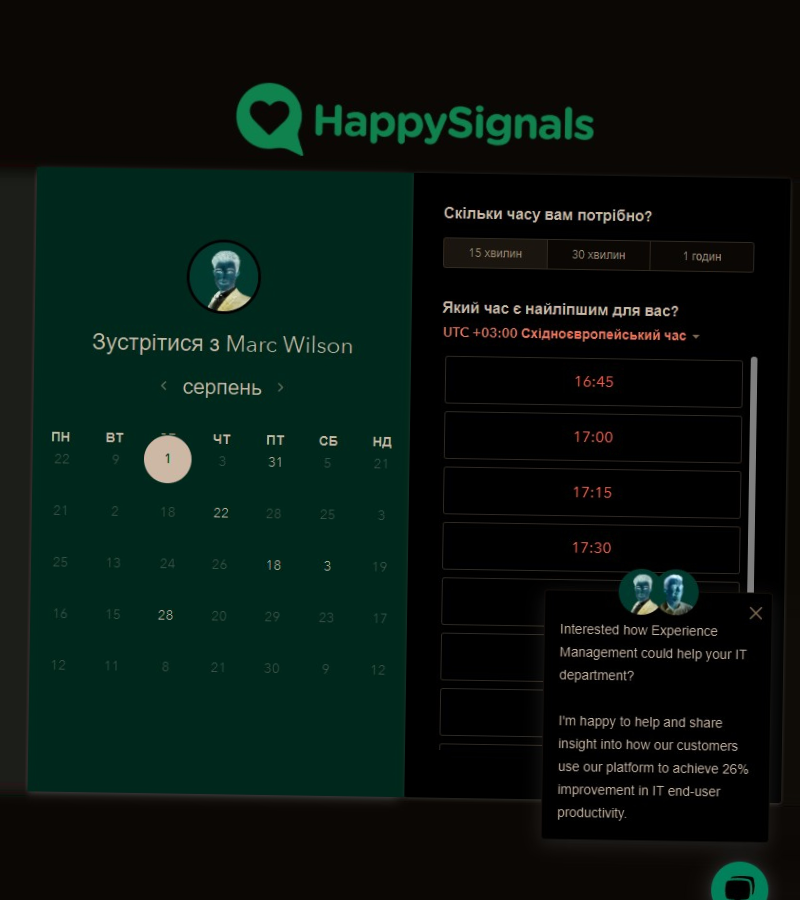 HappySignals
Зустрітися з Marc Wilson
серпень
ПН ВТ ЧТ ПТ СБ НД
22 9 1 3 31 5 21
21 2 18 22 28 25 3
25 13 24 26 18 3 19
16 15 28 20 29 23 17
12 11 8 21 30 9 12
Скільки часу вам потрібно?
15 хвилин 30 хвилин 1 годин
Який час є найліпшим для вас?
UTC +03:00 Східноєвропейський час
16:45
17:00
17:15
17:30
Interested how Experience
Management could help your IT
department?
I'm happy to help and share
insight into how our customers
use our platform to achieve 26%
improvement in IT end-user
productivity.